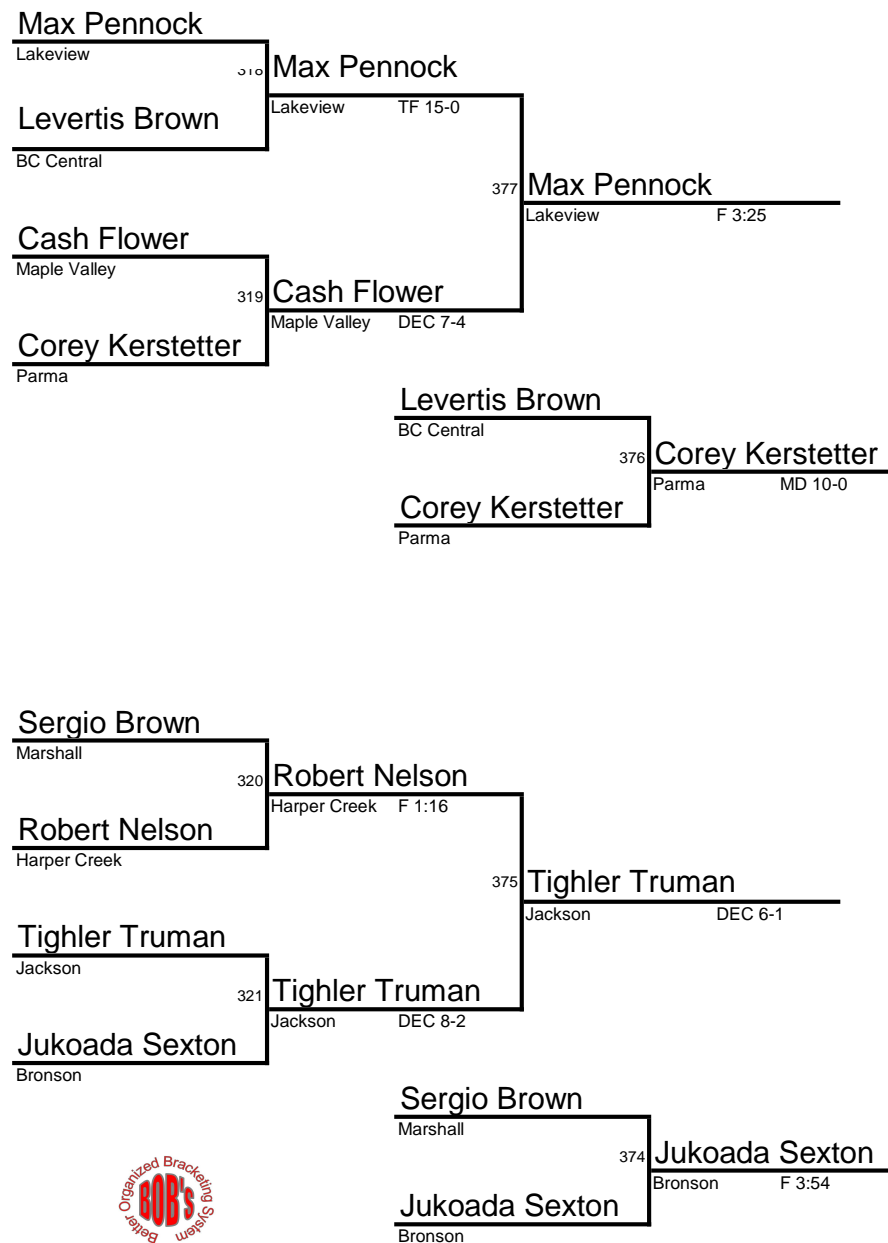 Max Pennock
Lakeview
318 Max Pennock
Lakeview TF 15-0
Levertis Brown
BC Central
377 Max Pennock
Lakeview F 3:25
Cash Flower
Maple Valley
319 Cash Flower
Maple Valley DEC 7-4
Corey Kerstetter
Parma
Levertis Brown
BC Central
376 Corey Kerstetter
Parma MD 10-0
Corey Kerstetter
Parma
Sergio Brown
Marshall
320 Robert Nelson
Harper Creek F 1:16
Robert Nelson
Harper Creek
375 Tighler Truman
Jackson DEC 6-1
Tighler Truman
Jackson
321 Tighler Truman
Jackson DEC 8-2
Jukoada Sexton
Bronson
Sergio Brown
Marshall
374 Jukoada Sexton
Bronson F 3:54
Jukoada Sexton
Bronson
Better Organized Bracketing System
BOB's